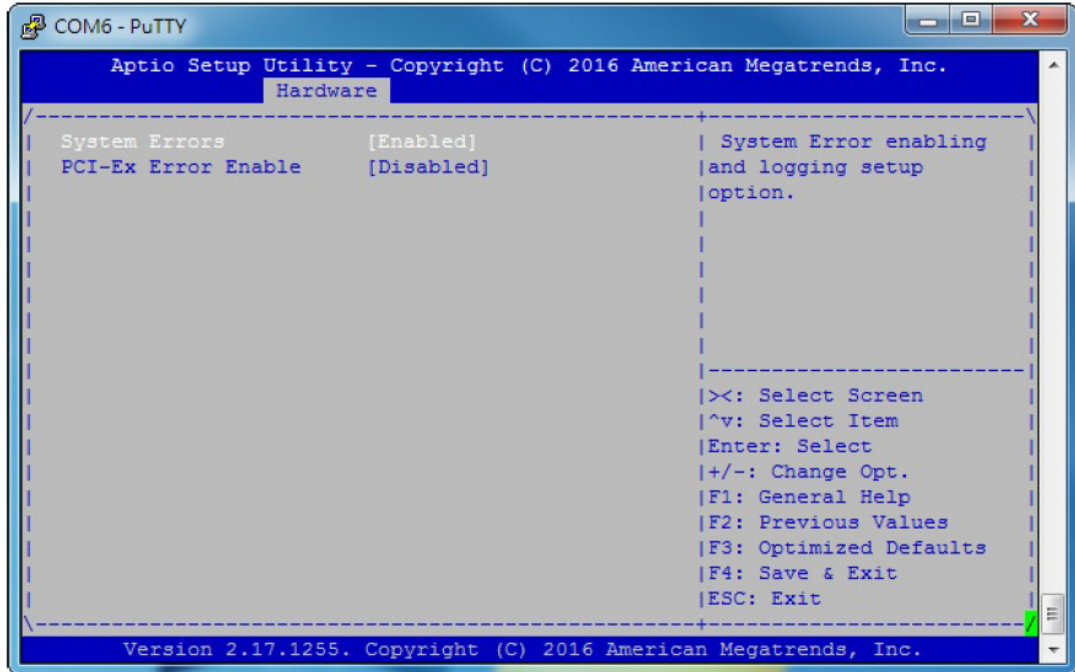 COM6 - PuTTY
Aptio Setup Utility - Copyright (C) 2016 American Megatrends, Inc.
Hardware
/----------------------------------------------------+-------------------------\
System Errors [Enabled] | System Error enabling
PCI-Ex Error Enable [Disabled] |and logging setup
|option.
|-------------------------|
|><: Select Screen
|^v: Select Item
|Enter: Select
|+/-: Change Opt.
|F1: General Help
|F2: Previous Values
|F3: Optimized Defaults
|F4: Save & Exit
|ESC: Exit
\----------------------------------------------------+-------------------------/
Version 2.17.1255. Copyright (C) 2016 American Megatrends, Inc.